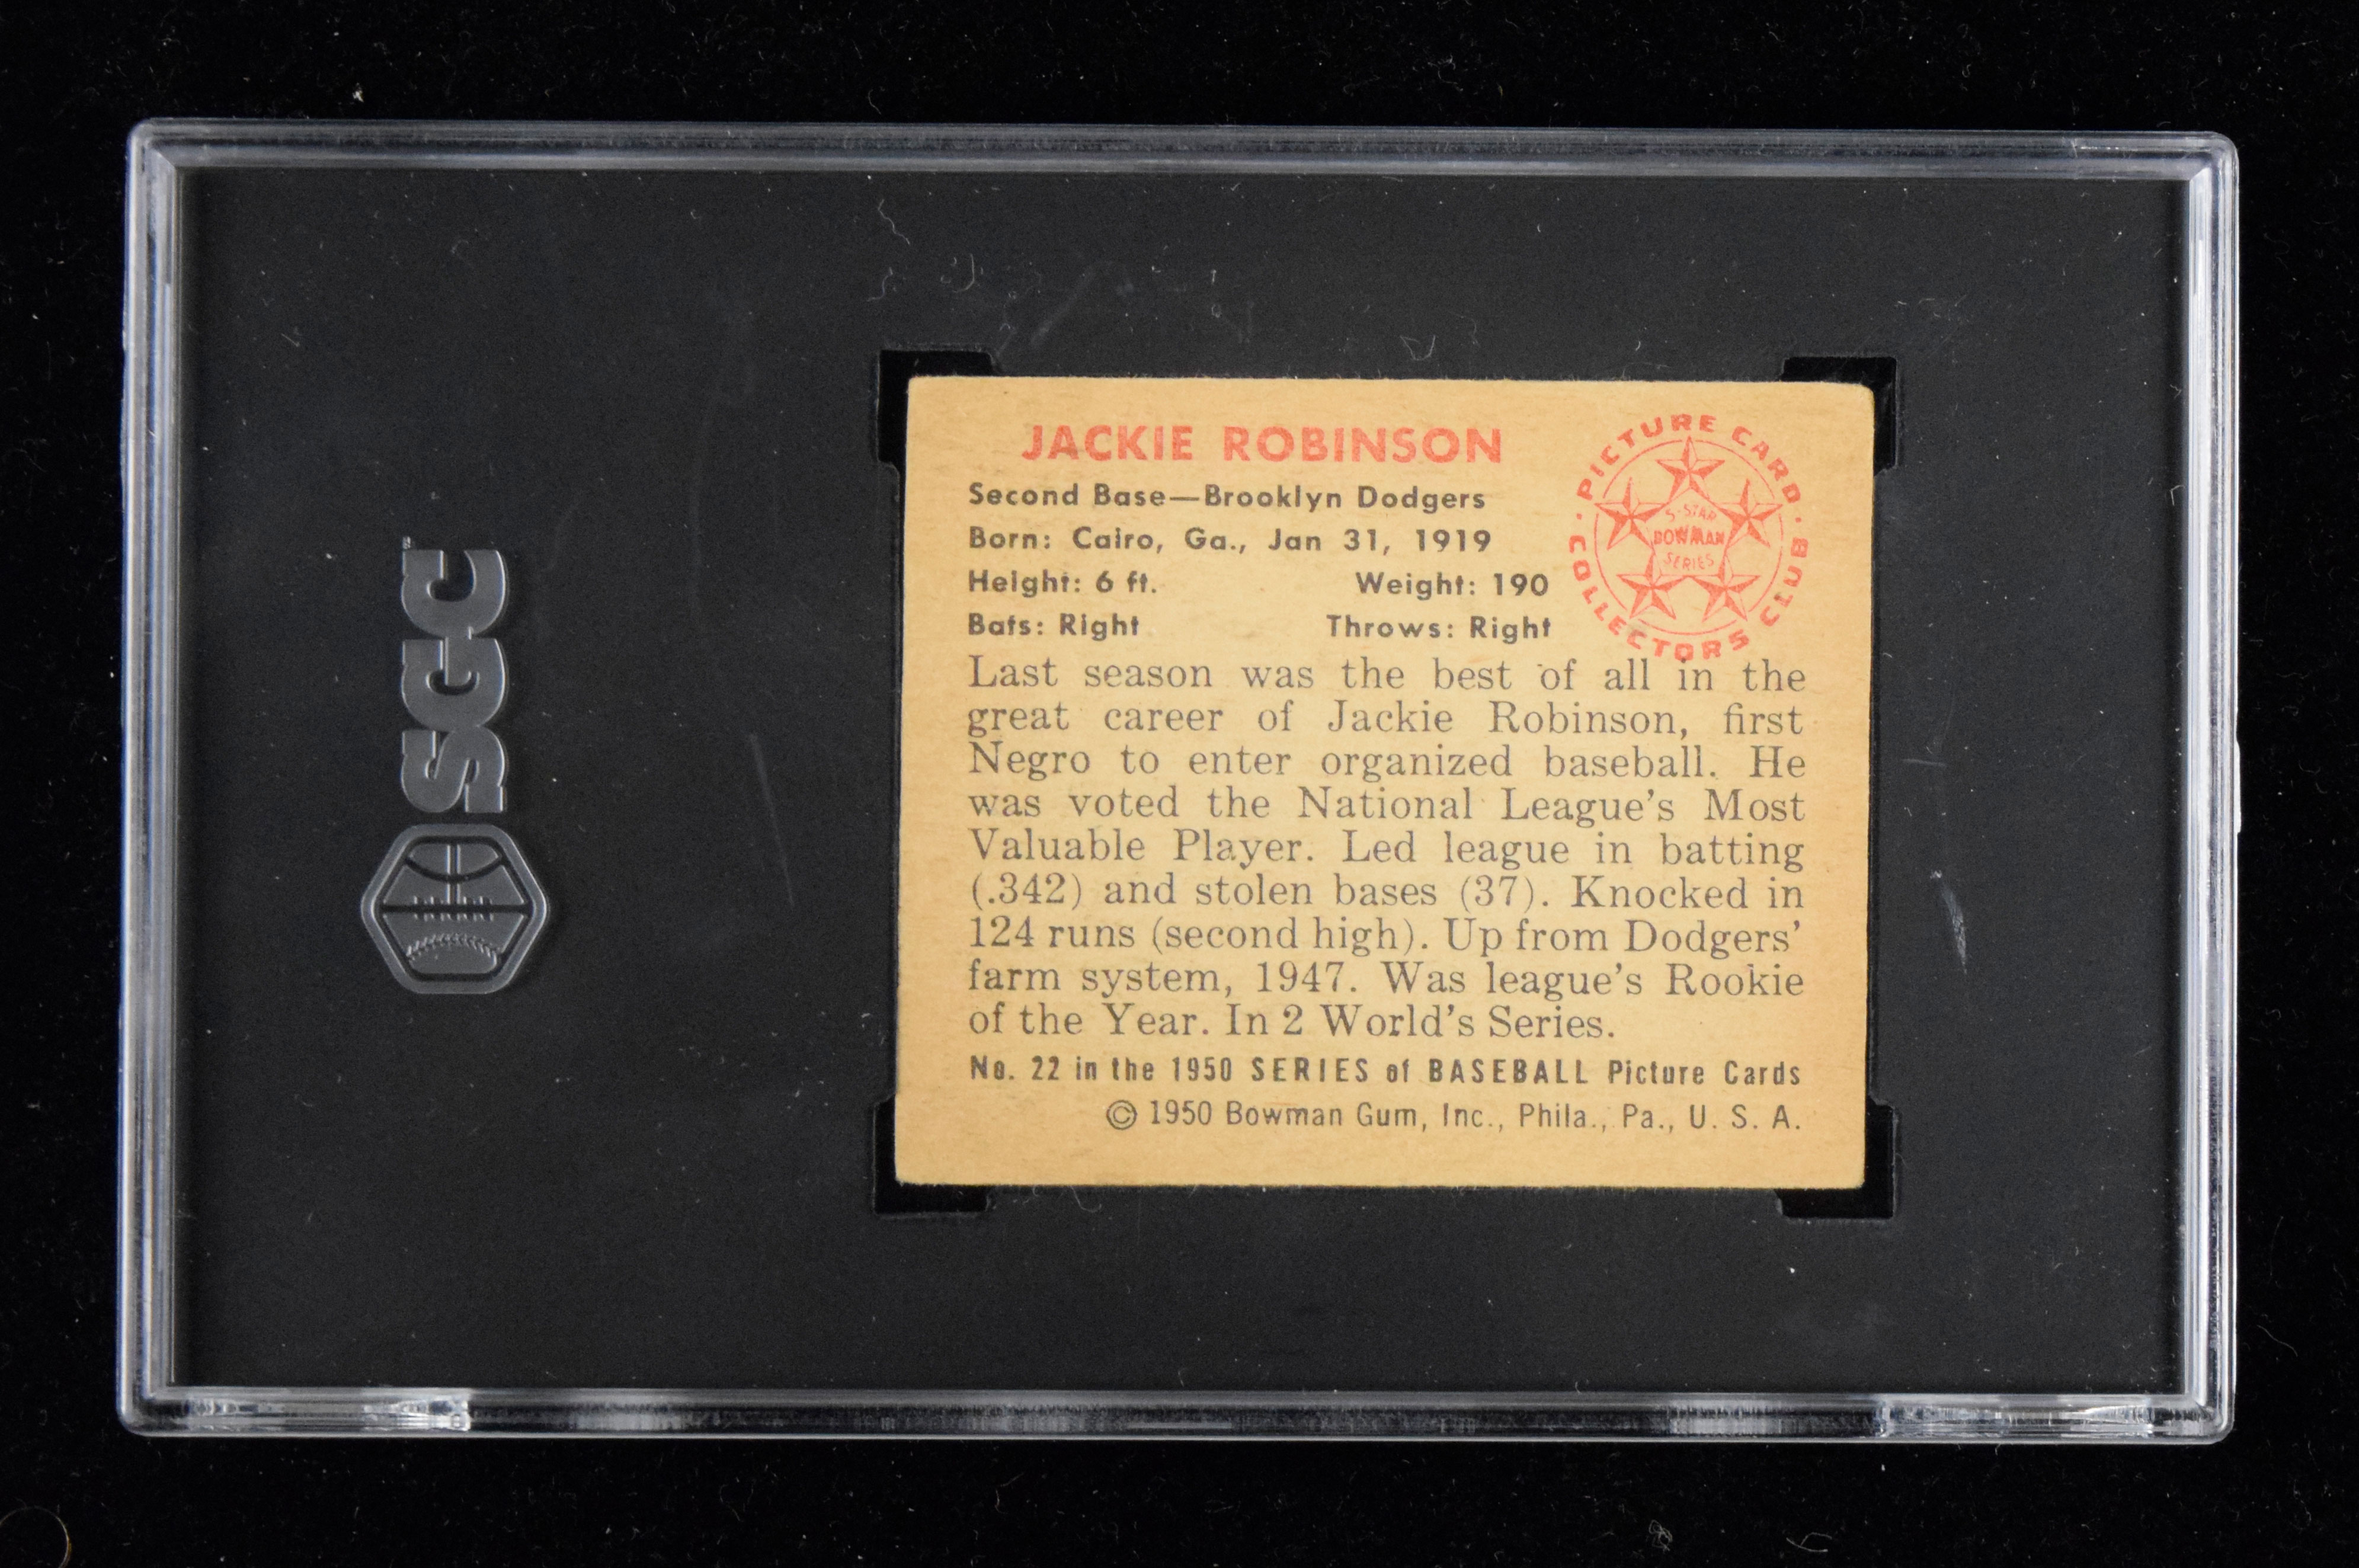 SGC
JACKIE ROBINSON
Second Base—Brooklyn Dodgers
Born: Cairo, Ga., Jan 31, 1919
Height: 6 ft. Weight: 190
Bats: Right Throws: Right
PICTURE CARD
COLLECTORS CLUB
5-STAR
BOWMAN
SERIES
Last season was the best of all in the
great career of Jackie Robinson, first
Negro to enter organized baseball. He
was voted the National League's Most
Valuable Player. Led league in batting
(.342) and stolen bases (37). Knocked in
124 runs (second high). Up from Dodgers'
farm system, 1947. Was league's Rookie
of the Year. In 2 World's Series.
No. 22 in the 1950 SERIES of BASEBALL Picture Cards
© 1950 Bowman Gum, Inc., Phila., Pa., U. S. A.